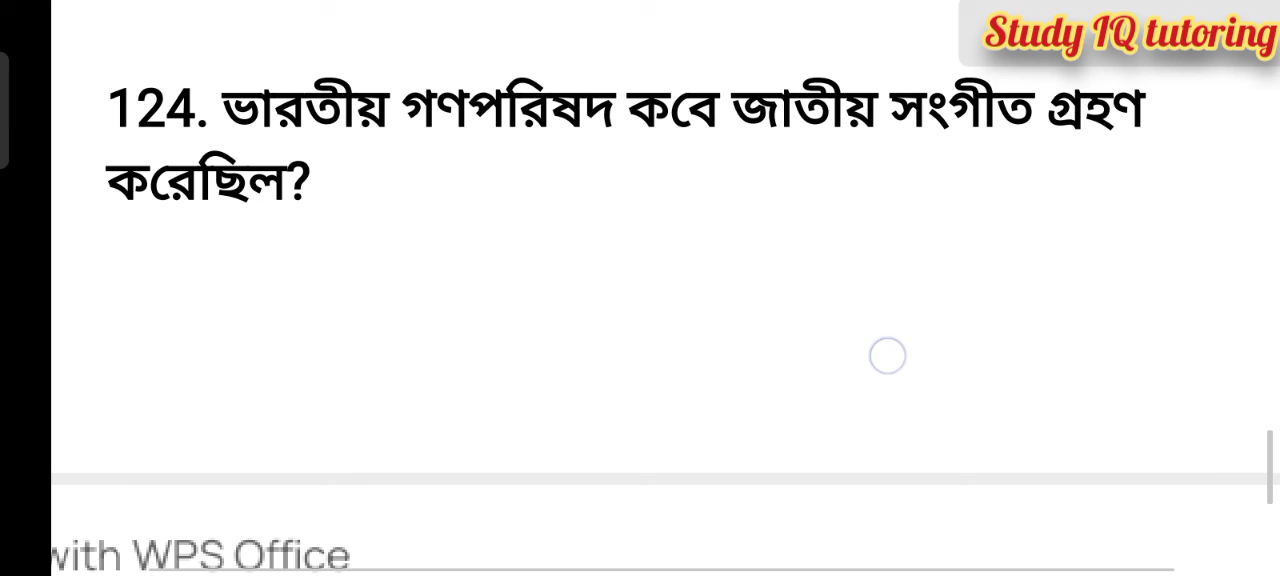 Study IQ tutoring
124. ভারতীয় গণপরিষদ কবে জাতীয় সংগীত গ্রহণ
করেছিল?
with WPS Office